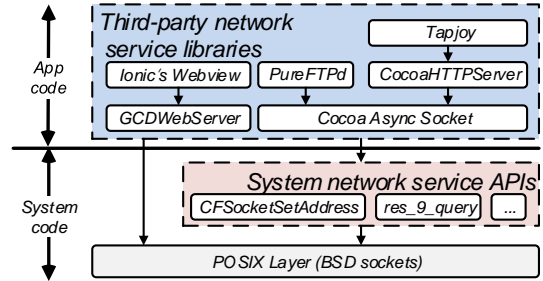 Third-party network
service libraries
Tapjoy
Ionic's Webview
PureFTPd
CocoaHTTPServer
GCDWebServer
Cocoa Async Socket
App
code
System network service APIs
CFSocketSetAddress
res_9_query
...
System
code
POSIX Layer (BSD sockets)